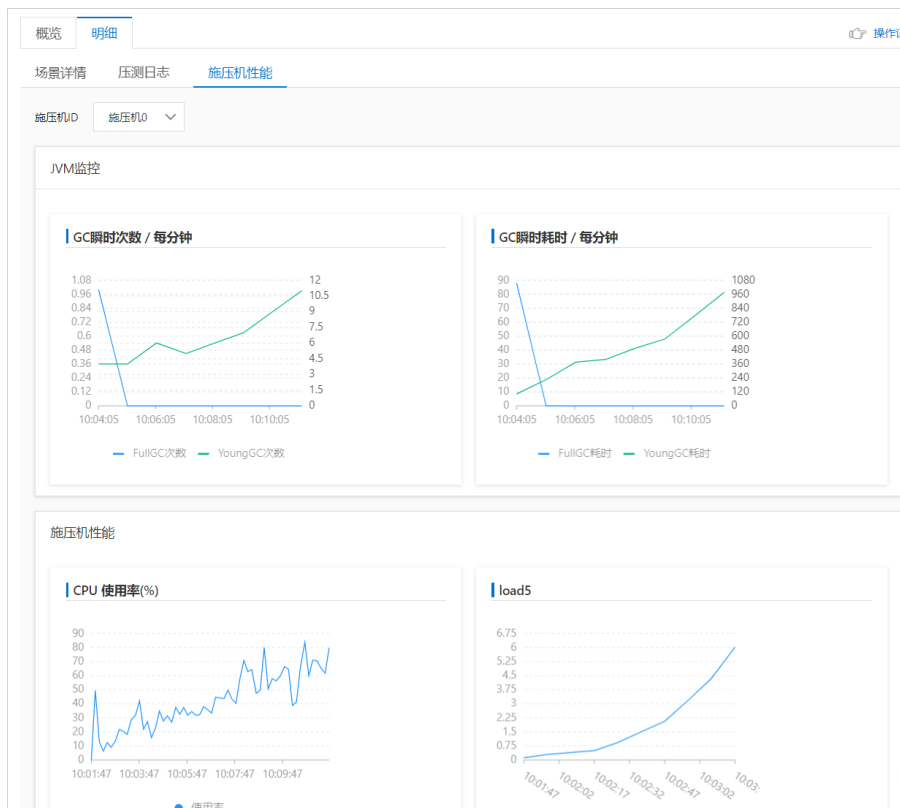 概览 明细 操作
场景详情 压测日志 施压机性能
施压机ID 施压机0
JVM监控
GC瞬时次数 / 每分钟
1.08 12
0.96 10.5
0.84 9
0.72 7.5
0.6 6
0.48 4.5
0.36 3
0.24 1.5
0.12 0
0
10:04:05 10:06:05 10:08:05 10:10:05
FullGC次数 YoungGC次数
GC瞬时耗时 / 每分钟
90 1080
80 960
70 840
60 720
50 600
40 480
30 360
20 240
10 120
0 0
10:04:05 10:06:05 10:08:05 10:10:05
FullGC耗时 YoungGC耗时
施压机性能
CPU 使用率(%)
90
80
70
60
50
40
30
20
10
0
10:01:47 10:03:47 10:05:47 10:07:47 10:09:47
使用率
load5
6.75
6
5.25
4.5
3.75
3
2.25
1.5
0.75
0
10:01:47 10:02:02 10:02:17 10:02:32 10:02:47 10:03:02 10:03: